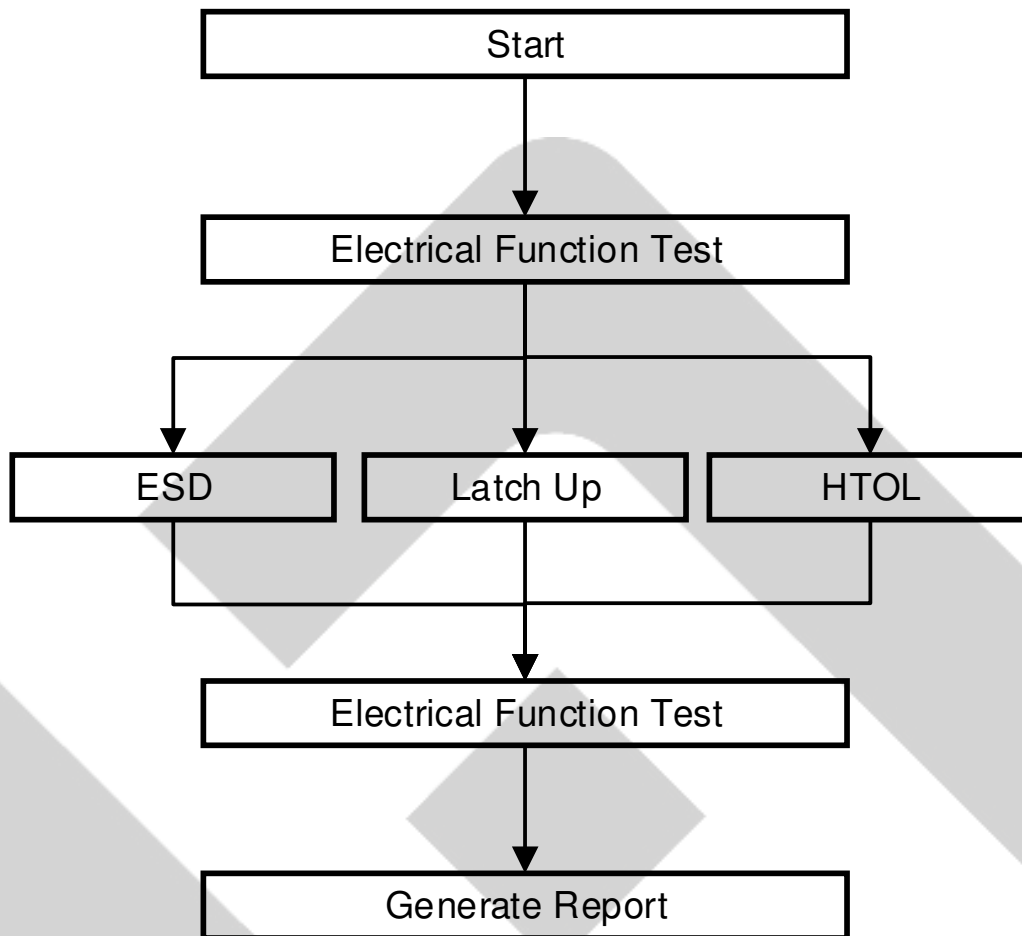 Start
Electrical Function Test
ESD
Latch Up
HTOL
Electrical Function Test
Generate Report